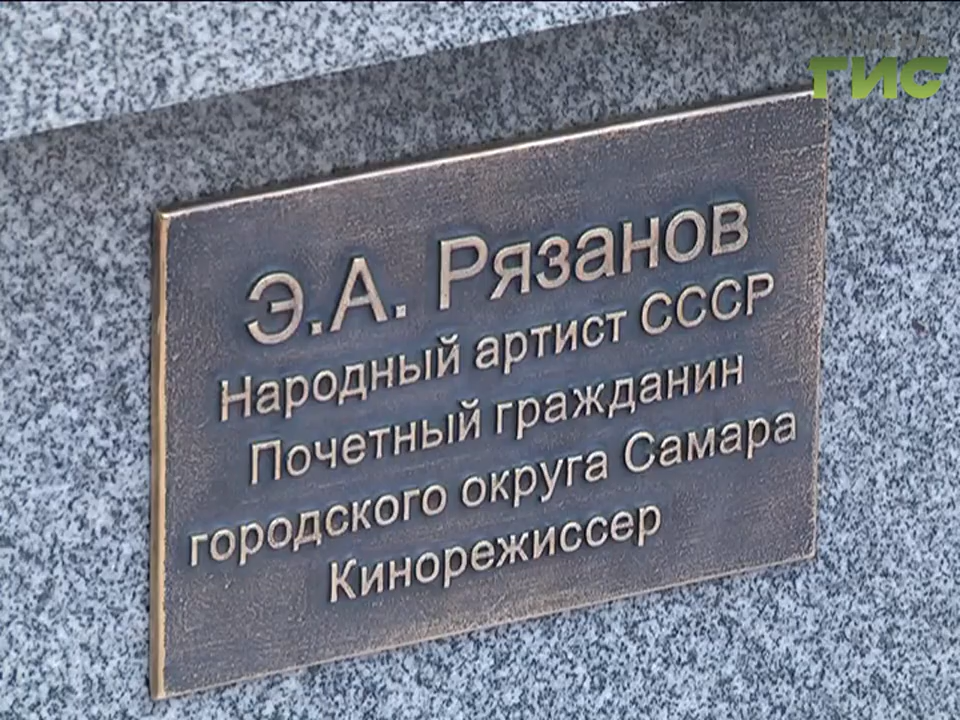 ГИС
Э.А. Рязанов
Народный артист СССР
Почетный гражданин
городского округа Самара
Кинорежиссер